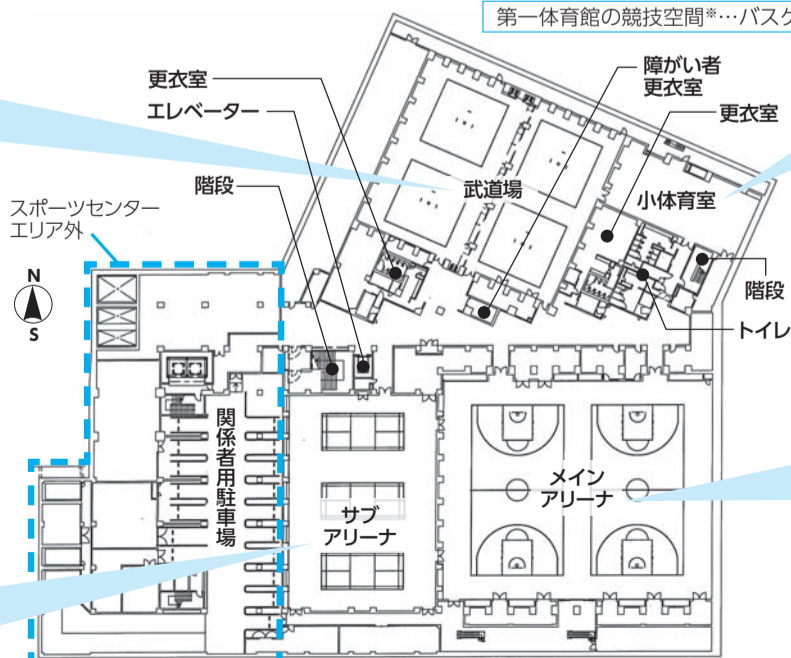 第一体育館の競技空間※…バスケ
更衣室
エレベーター
階段
スポーツセンター
エリア外
N
S
障がい者
更衣室
更衣室
武道場
小体育室
階段
トイレ
関係者用駐車場
サブ
アリーナ
メイン
アリーナ